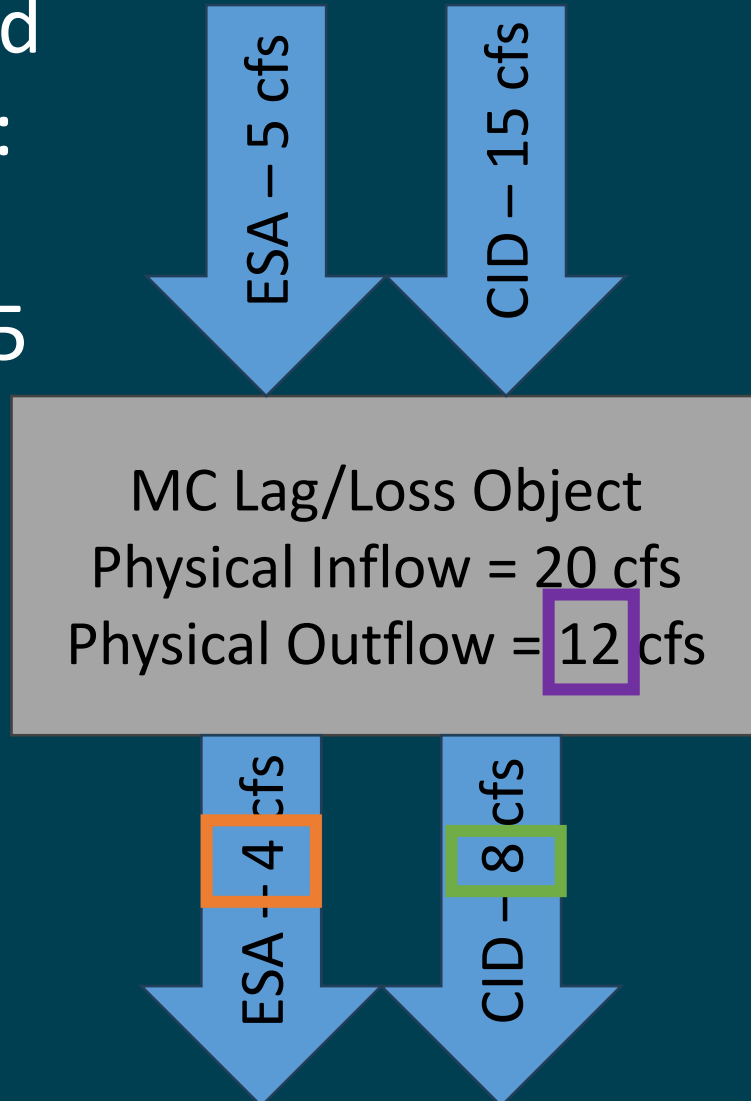 d
:
5
ESA – 5 cfs
CID – 15 cfs
MC Lag/Loss Object
Physical Inflow = 20 cfs
Physical Outflow = 12 cfs
ESA – 4 cfs
CID – 8 cfs